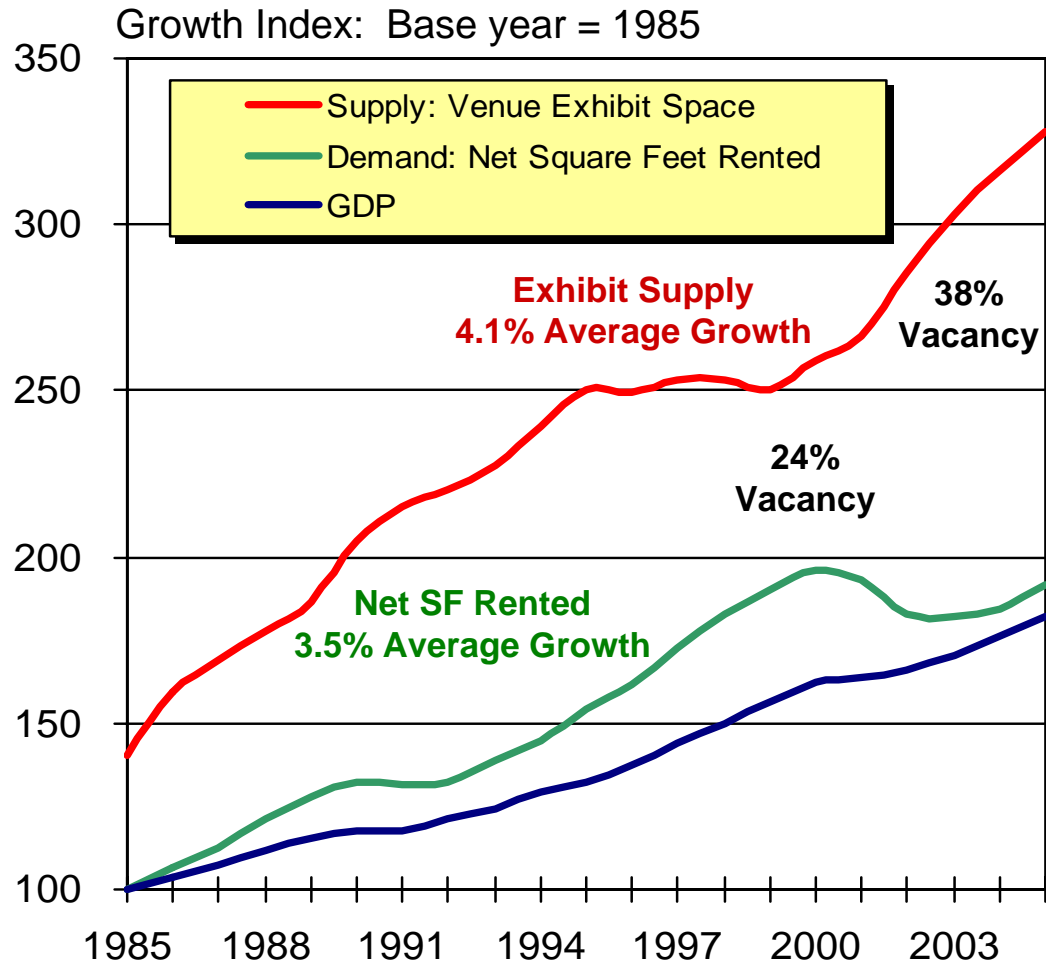 Growth Index: Base year = 1985
350
Supply: Venue Exhibit Space
Demand: Net Square Feet Rented
GDP
300
Exhibit Supply
4.1% Average Growth
38%
Vacancy
250
24%
Vacancy
200
Net SF Rented
3.5% Average Growth
150
100
1985 1988 1991 1994 1997 2000 2003